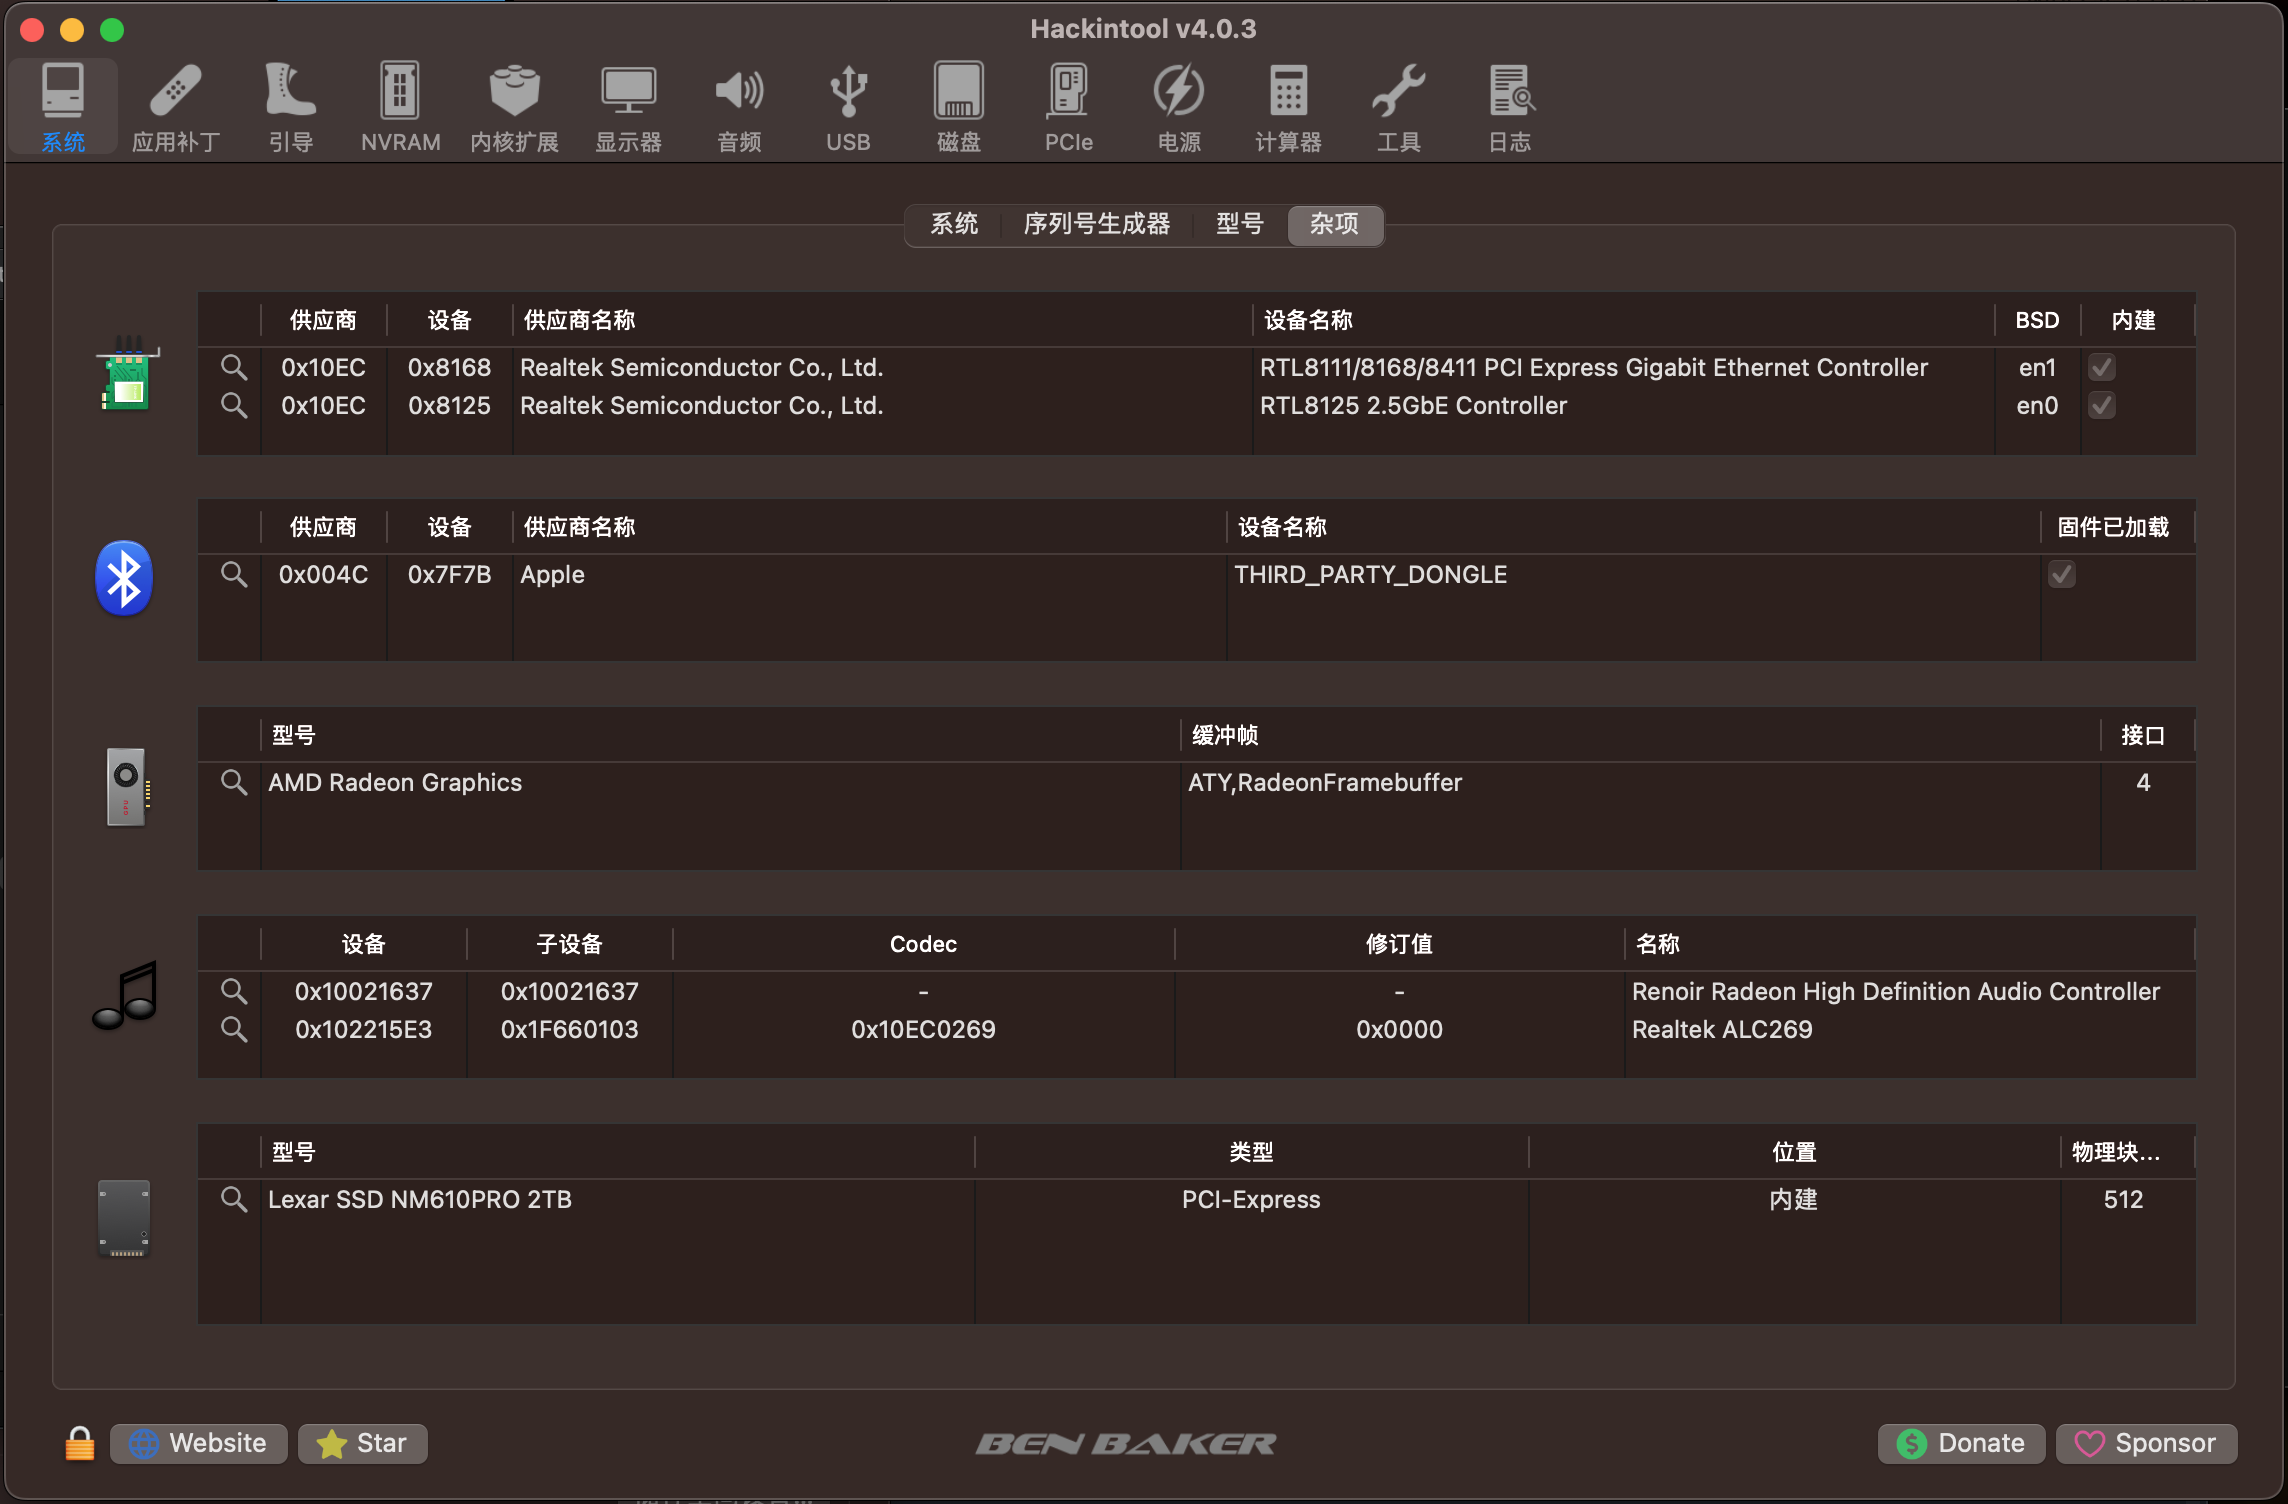 Hackintool v4.0.3
系统 应用补丁 引导 NVRAM 内核扩展 显示器 音频 USB 磁盘 PCIe 电源 计算器 工具 日志
系统 序列号生成器 型号 杂项
供应商 设备 供应商名称 设备名称 BSD 内建
0x10EC 0x8168 Realtek Semiconductor Co., Ltd. RTL8111/8168/8411 PCI Express Gigabit Ethernet Controller en1
0x10EC 0x8125 Realtek Semiconductor Co., Ltd. RTL8125 2.5GbE Controller en0
供应商 设备 供应商名称 设备名称 固件已加载
0x004C 0x7F7B Apple THIRD_PARTY_DONGLE
型号 缓冲帧 接口
AMD Radeon Graphics ATY,RadeonFramebuffer 4
设备 子设备 Codec 修订值 名称
0x10021637 0x10021637 - - Renoir Radeon High Definition Audio Controller
0x102215E3 0x1F660103 0x10EC0269 0x0000 Realtek ALC269
型号 类型 位置 物理块...
Lexar SSD NM610PRO 2TB PCI-Express 内建 512
Website Star BEN BAKER Donate Sponsor